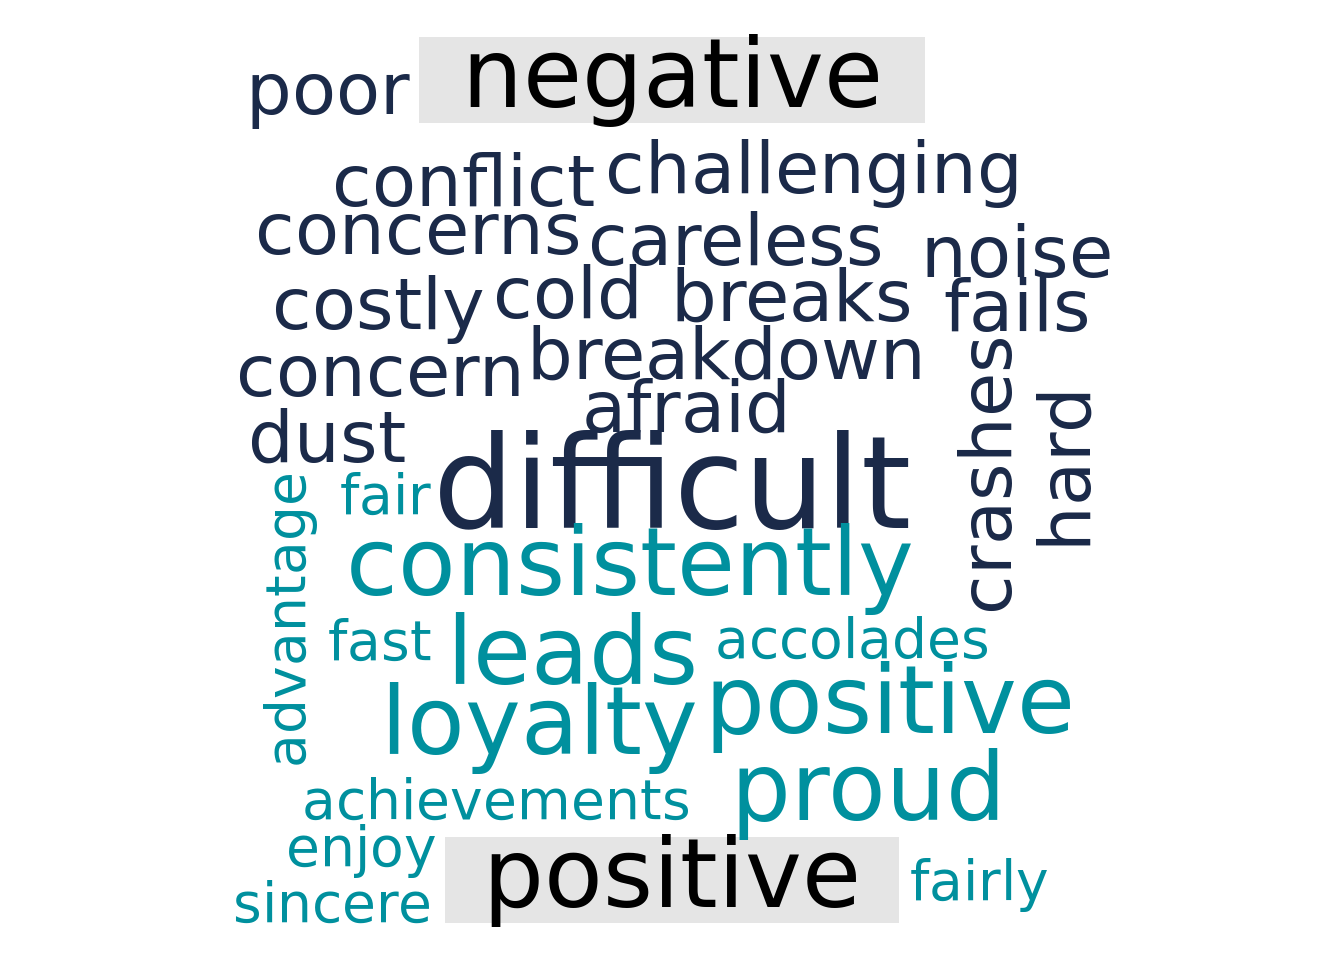 negative
poor
conflict challenging
concerns careless noise
costly cold breaks fails
concern breakdown
afraid
dust difficult crashes hard
advantage fair
consistently
fast leads accolades
loyalty positive
achievements proud
enjoy
positive
sincere fairly